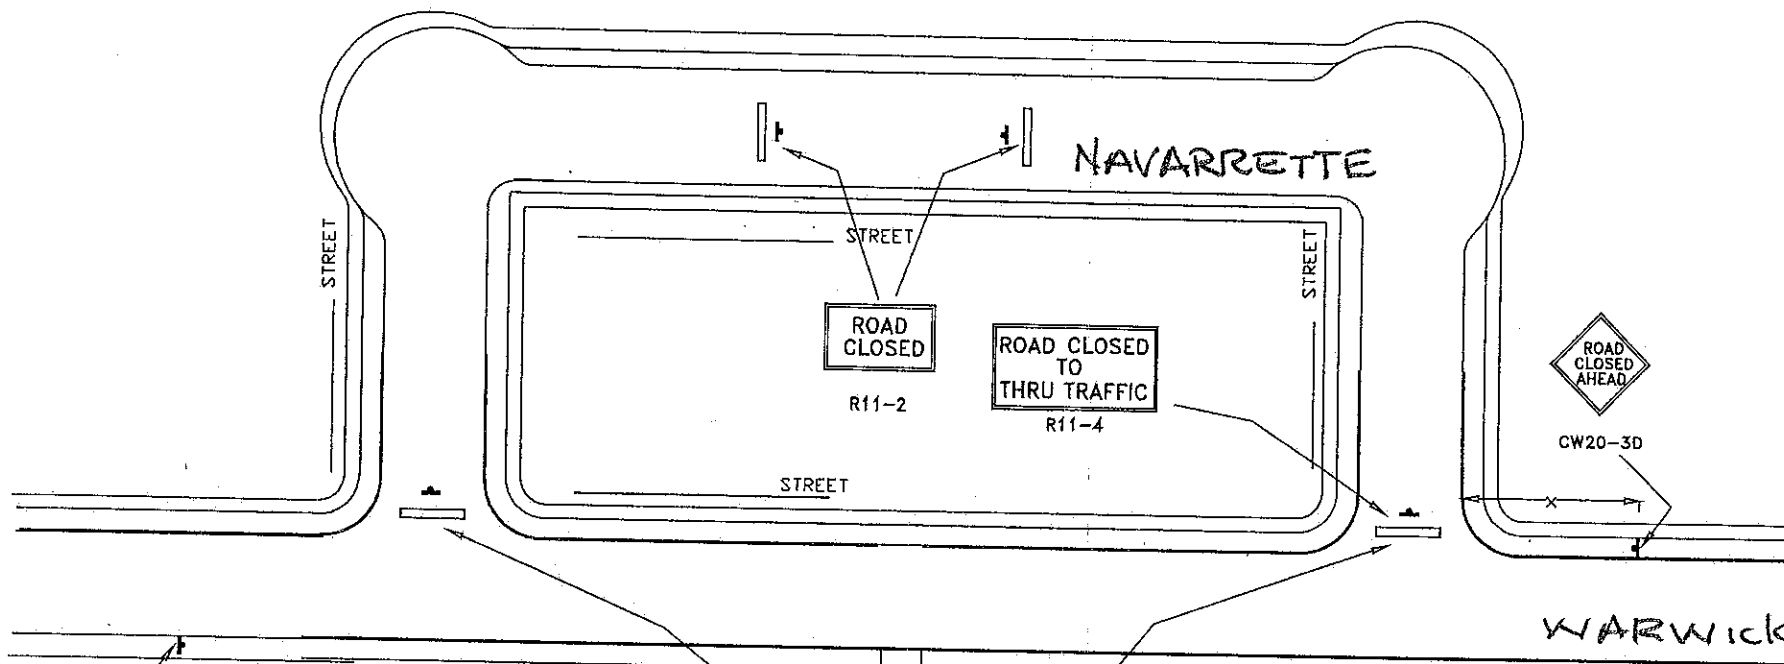 NAVARRETTE
STREET
STREET
STREET
ROAD
CLOSED
R11-2
ROAD CLOSED
TO
THRU TRAFFIC
R11-4
ROAD
CLOSED
AHEAD
CW20-3D
STREET
X
WARWICK